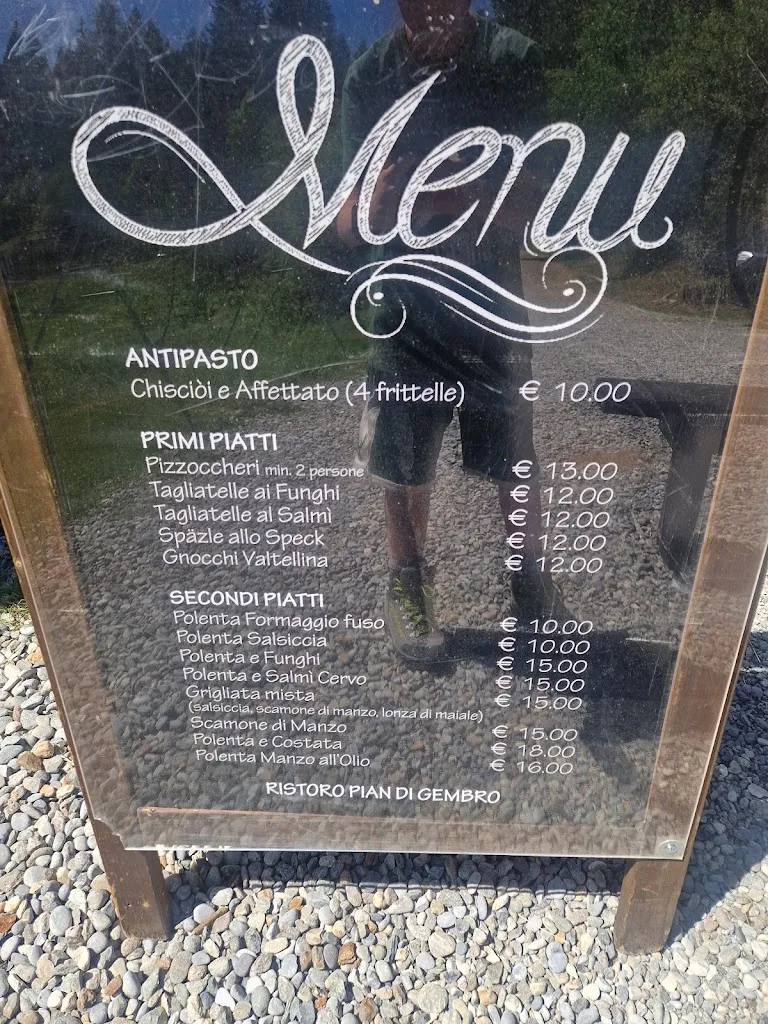 Menu
ANTIPASTO
Chisciòi e Affettato (4 frittelle) € 10.00
PRIMI PIATTI
Pizzoccheri min. 2 persone € 13.00
Tagliatelle ai Funghi € 12.00
Tagliatelle al Salmì € 12.00
Späzle allo Speck € 12.00
Gnocchi Valtellina € 12.00
SECONDI PIATTI
Polenta Formaggio fuso € 10.00
Polenta Salsiccia € 10.00
Polenta e Funghi € 15.00
Polenta e Salmì Cervo € 15.00
Grigliata mista € 15.00
(salsiccia, scamone di manzo, lonza di maiale)
Scamone di Manzo € 15.00
Polenta e Costata € 18.00
Polenta Manzo all'Olio € 16.00
RISTORO PIAN DI GEMBRO